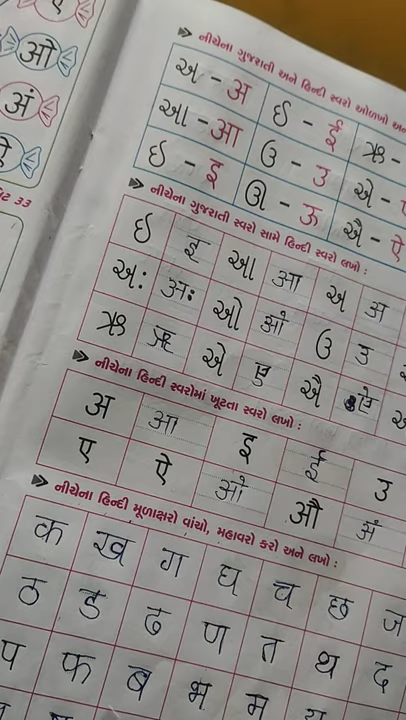 ओ
अं
33
નીચેના ગુજરાતી અને હિન્દી સ્વરો ઓળખો
અ - अ ઈ - ई ઋ -
આ - आ ઉ - उ એ -
ઇ - इ ઊ - ऊ ઐ - ऐ
નીચેના ગુજરાતી સ્વરો સામે હિન્દી સ્વરો લખો :
ઇ इ આ आ અ अ
અઃ अः ઓ ओ ઉ उ
ઋ ऋ એ ए ઐ ऐ
નીચેના હિન્દી સ્વરોમાં ખૂટતા સ્વરો લખો :
अ आ इ ई उ
ए ऐ ओ औ अं
નીચેના હિન્દી મૂળાક્ષરો વાંચો, મહાવરો કરો અને લખો :
क ख ग घ च छ ज
ठ ड ढ ण त थ द
प फ ब भ म